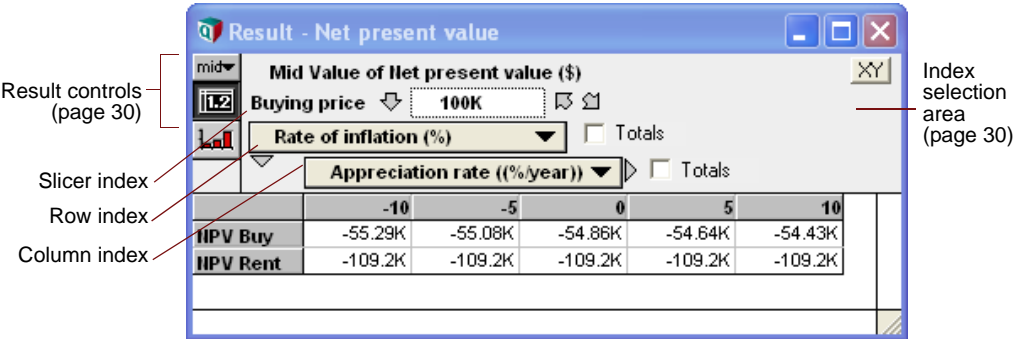 Result - Net present value
mid
Mid Value of Net present value ($)
XY
Result controls
(page 30)
1.2
Buying price 100K
Index
selection
area
(page 30)
Rate of inflation (%) Totals
Slicer index
Appreciation rate ((%/year)) Totals
Row index
-10 -5 0 5 10
NPV Buy -55.29K -55.08K -54.86K -54.64K -54.43K
Column index
NPV Rent -109.2K -109.2K -109.2K -109.2K -109.2K